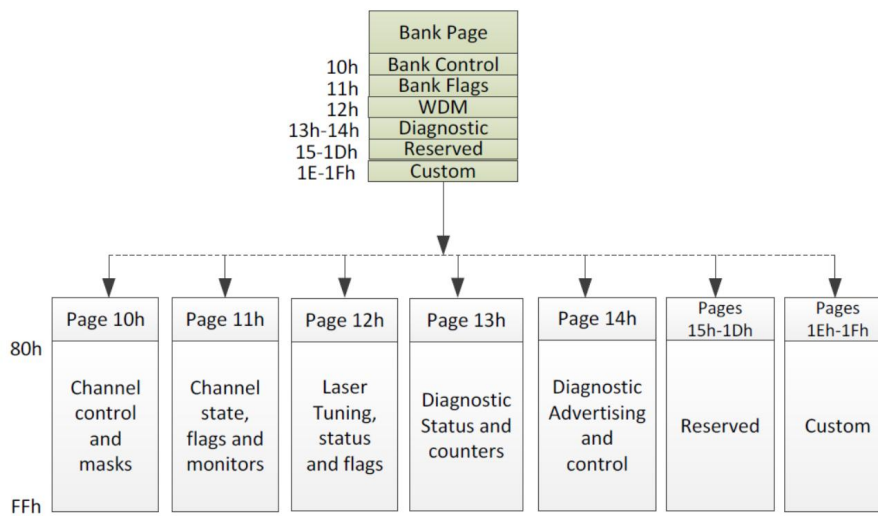 Bank Page
10h Bank Control
11h Bank Flags
12h WDM
13h-14h Diagnostic
15-1Dh Reserved
1E-1Fh Custom
Page 10h
Page 11h
Page 12h
Page 13h
Page 14h
Pages
15h-1Dh
Pages
1Eh-1Fh
80h
Channel
control
and
masks
Channel
state,
flags and
monitors
Laser
Tuning,
status
and flags
Diagnostic
Status and
counters
Diagnostic
Advertising
and
control
Reserved
Custom
FFh